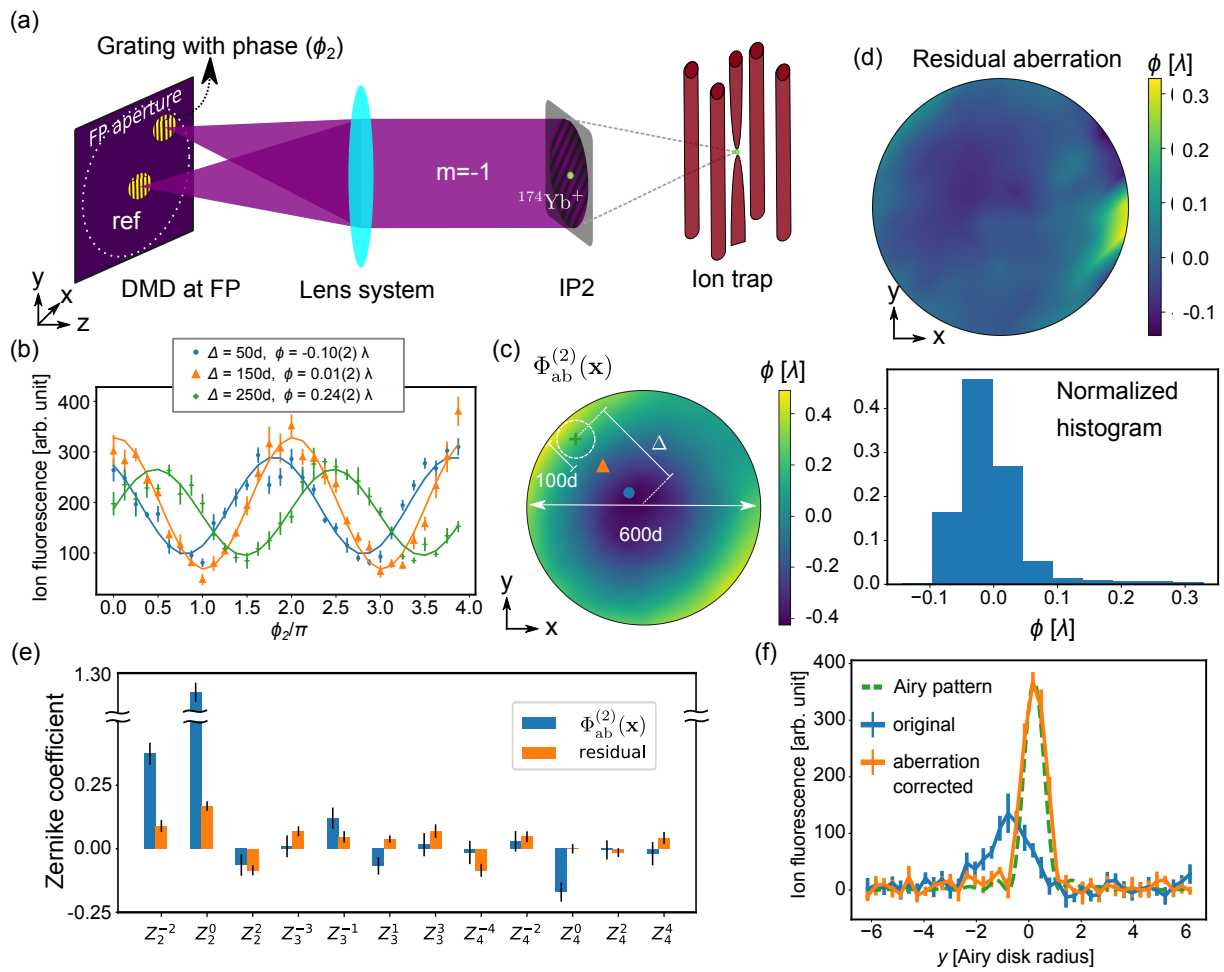 (a)
Grating with phase (ϕ₂)
FP aperture
ref
m=-1
¹⁷⁴Yb⁺
y
x
z
DMD at FP
Lens system
IP2
Ion trap
(d)
Residual aberration
ϕ [λ]
0.3
0.2
0.1
0.0
-0.1
y
x
(b)
Δ = 50d, ϕ = -0.10(2) λ
Δ = 150d, ϕ = 0.01(2) λ
Δ = 250d, ϕ = 0.24(2) λ
Ion fluorescence [arb. unit]
400
300
200
100
0.0 0.5 1.0 1.5 2.0 2.5 3.0 3.5 4.0
ϕ₂/π
(c)
Φ_ab^(2)(x)
ϕ [λ]
0.4
0.2
0.0
-0.2
-0.4
Δ
100d
600d
y
x
Normalized
histogram
0.4
0.2
0.0
−0.1 0.0 0.1 0.2 0.3
ϕ [λ]
(e)
Zernike coefficient
1.30
0.25
0.00
-0.25
Φ_ab^(2)(x)
residual
Z₂⁻² Z₂⁰ Z₂² Z₃⁻³ Z₃⁻¹ Z₃¹ Z₃³ Z₄⁻⁴ Z₄⁻² Z₄⁰ Z₄² Z₄⁴
(f)
Ion fluorescence [arb. unit]
400
300
200
100
0
Airy pattern
original
aberration
corrected
-6 -4 -2 0 2 4 6
y [Airy disk radius]